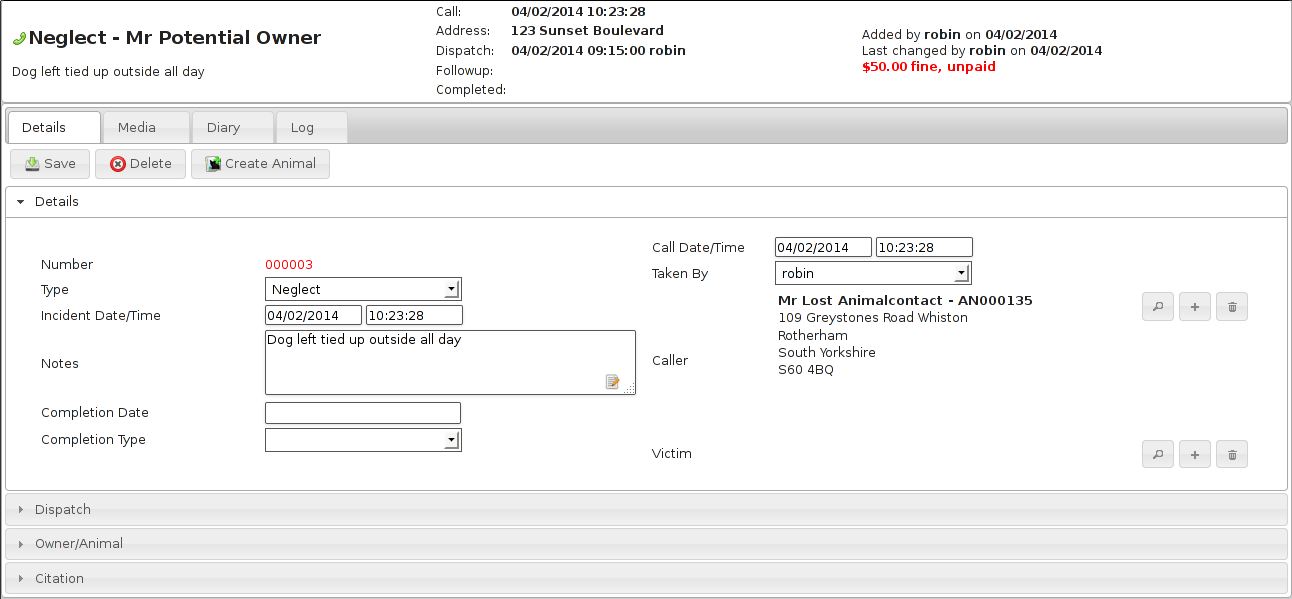 Neglect - Mr Potential Owner
Dog left tied up outside all day
Call: 04/02/2014 10:23:28
Address: 123 Sunset Boulevard
Dispatch: 04/02/2014 09:15:00 robin
Followup:
Completed:
Added by robin on 04/02/2014
Last changed by robin on 04/02/2014
$50.00 fine, unpaid
Details Media Diary Log
Save Delete Create Animal
Details
Number 000003
Type Neglect
Incident Date/Time 04/02/2014 10:23:28
Notes Dog left tied up outside all day
Completion Date
Completion Type
Call Date/Time 04/02/2014 10:23:28
Taken By robin
Caller
Mr Lost Animalcontact - AN000135
109 Greystones Road Whiston
Rotherham
South Yorkshire
S60 4BQ
Victim
Dispatch
Owner/Animal
Citation